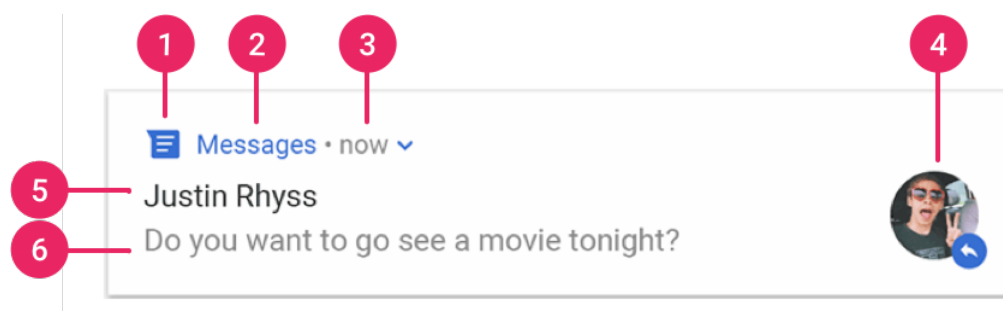 1 2 3 4
Messages • now
5 Justin Rhyss
6 Do you want to go see a movie tonight?